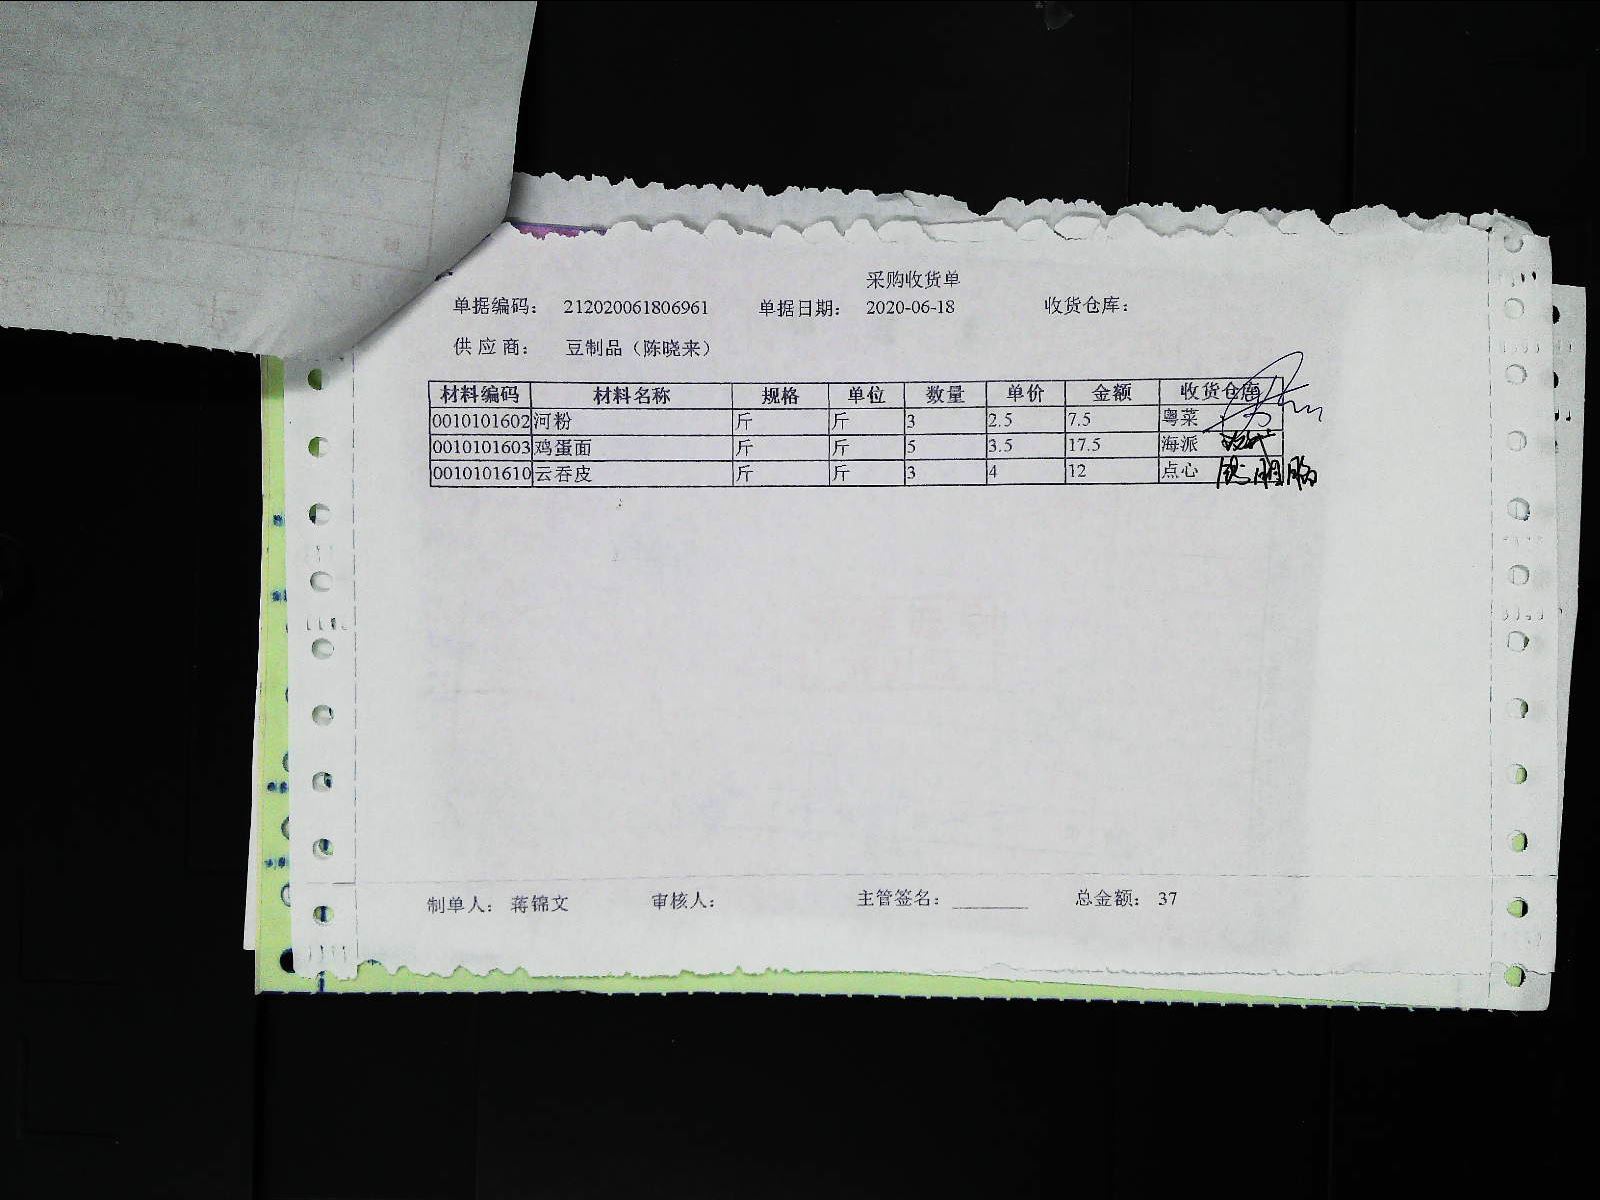 采购收货单
单据编码： 212020061806961 单据日期： 2020-06-18 收货仓库：
供 应 商： 豆制品（陈晓来）
材料编码 材料名称 规格 单位 数量 单价 金额 收货仓库
0010101602 河粉 斤 斤 3 2.5 7.5 粤菜
0010101603 鸡蛋面 斤 斤 5 3.5 17.5 海派
0010101610 云吞皮 斤 斤 3 4 12 点心
制单人： 蒋锦文 审核人： 主管签名： ________ 总金额： 37